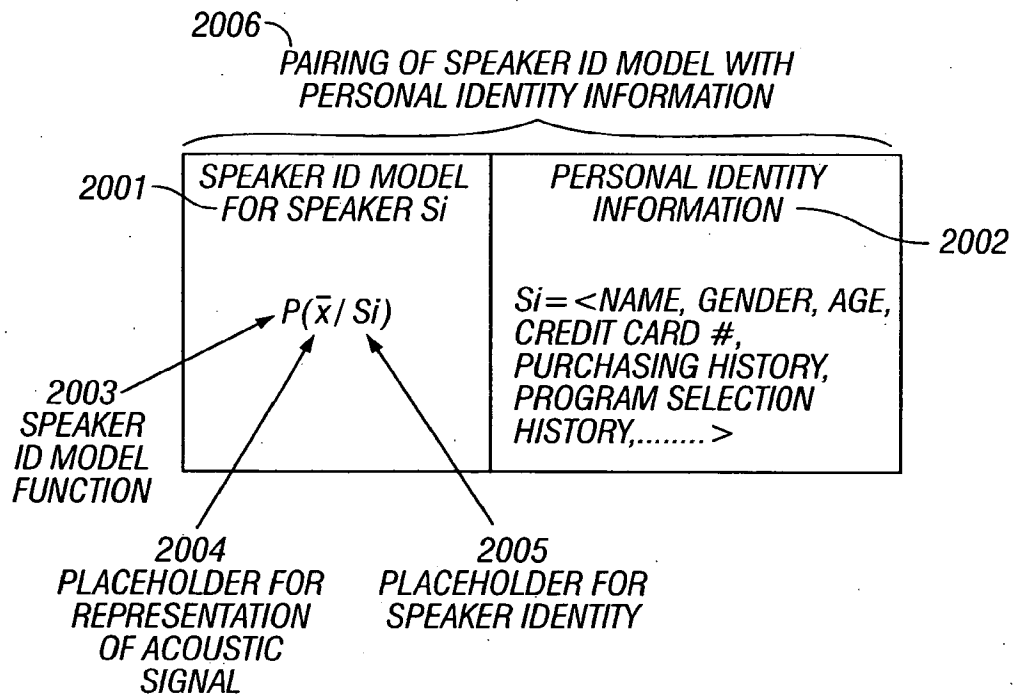 2006
PAIRING OF SPEAKER ID MODEL WITH
PERSONAL IDENTITY INFORMATION
2001
SPEAKER ID MODEL
FOR SPEAKER Si
PERSONAL IDENTITY
INFORMATION
2002
P(x̄/ Si)
Si=<NAME, GENDER, AGE,
CREDIT CARD #,
PURCHASING HISTORY,
PROGRAM SELECTION
HISTORY,........>
2003
SPEAKER
ID MODEL
FUNCTION
2004
PLACEHOLDER FOR
REPRESENTATION
OF ACOUSTIC
SIGNAL
2005
PLACEHOLDER FOR
SPEAKER IDENTITY